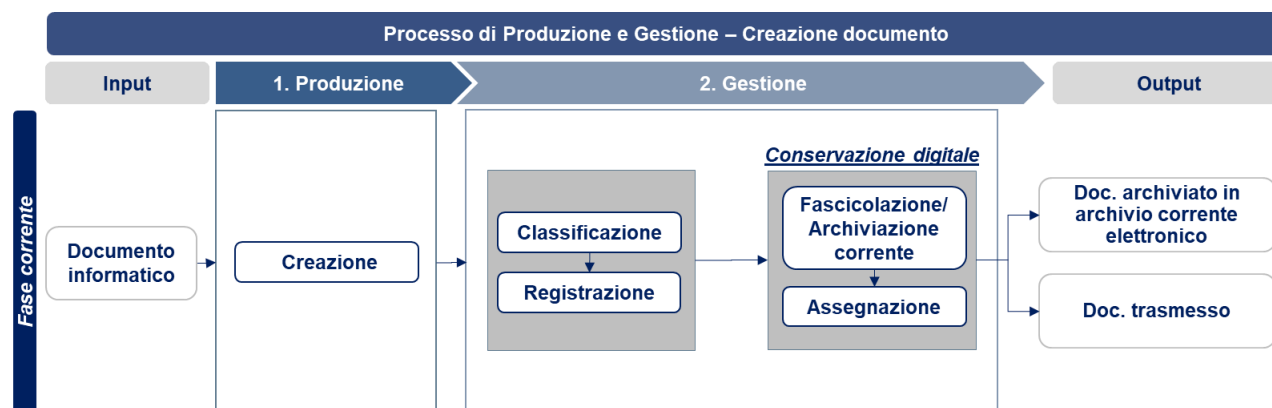 Processo di Produzione e Gestione – Creazione documento
Input
1. Produzione
2. Gestione
Output
Fase corrente
Documento
informatico
Creazione
Classificazione
Registrazione
Conservazione digitale
Fascicolazione/
Archiviazione
corrente
Assegnazione
Doc. archiviato in
archivio corrente
elettronico
Doc. trasmesso